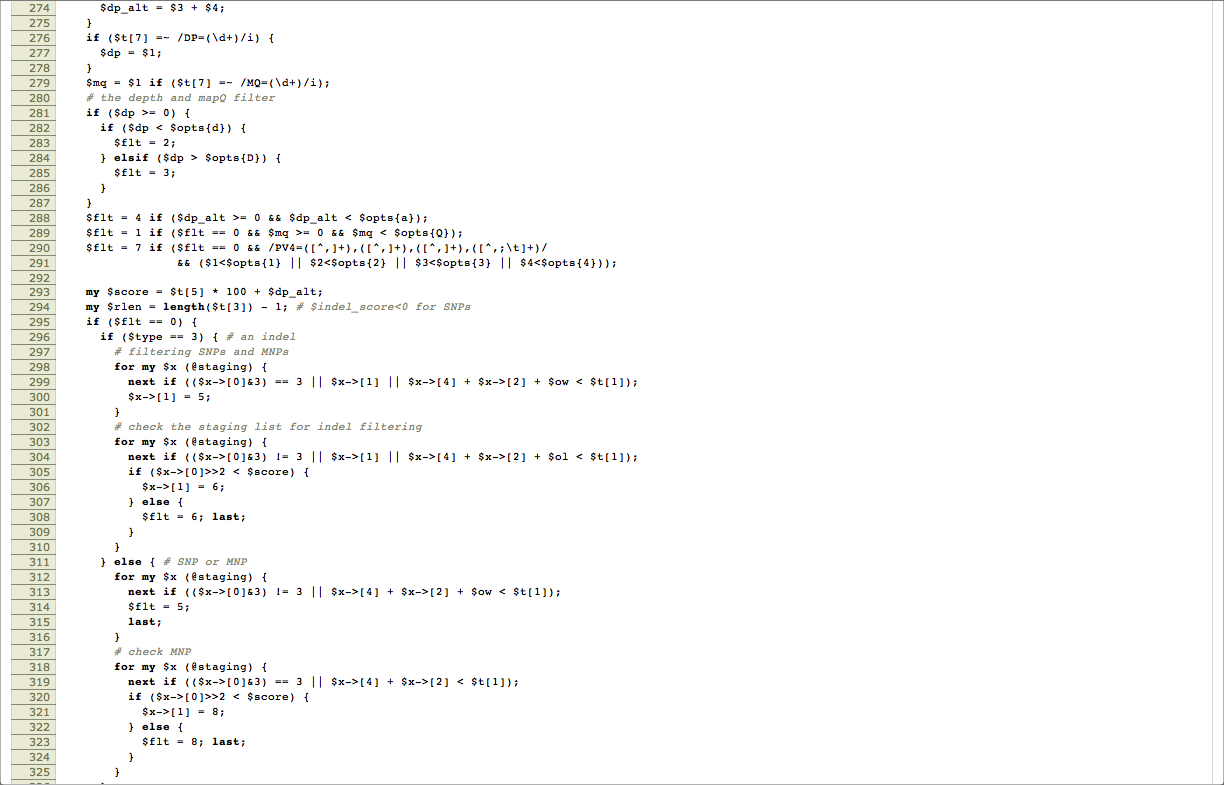 274 $dp_alt = $3 + $4;
275 }
276 if ($t[7] =~ /DP=(\d+)/i) {
277 $dp = $1;
278 }
279 $mq = $1 if ($t[7] =~ /MQ=(\d+)/i);
280 # the depth and mapQ filter
281 if ($dp >= 0) {
282 if ($dp < $opts{d}) {
283 $flt = 2;
284 } elsif ($dp > $opts{D}) {
285 $flt = 3;
286 }
287 }
288 $flt = 4 if ($dp_alt >= 0 && $dp_alt < $opts{a});
289 $flt = 1 if ($flt == 0 && $mq >= 0 && $mq < $opts{Q});
290 $flt = 7 if ($flt == 0 && /PV4=([^,]+),([^,]+),([^,]+),([^,;\t]+)/
291 && ($1<$opts{1} || $2<$opts{2} || $3<$opts{3} || $4<$opts{4}));
292
293 my $score = $t[5] * 100 + $dp_alt;
294 my $rlen = length($t[3]) - 1; # $indel_score<0 for SNPs
295 if ($flt == 0) {
296 if ($type == 3) { # an indel
297 # filtering SNPs and MNPs
298 for my $x (@staging) {
299 next if (($x->[0]&3) == 3 || $x->[1] || $x->[4] + $x->[2] + $ow < $t[1]);
300 $x->[1] = 5;
301 }
302 # check the staging list for indel filtering
303 for my $x (@staging) {
304 next if (($x->[0]&3) != 3 || $x->[1] || $x->[4] + $x->[2] + $ol < $t[1]);
305 if ($x->[0]>>2 < $score) {
306 $x->[1] = 6;
307 } else {
308 $flt = 6; last;
309 }
310 }
311 } else { # SNP or MNP
312 for my $x (@staging) {
313 next if (($x->[0]&3) != 3 || $x->[4] + $x->[2] + $ow < $t[1]);
314 $flt = 5;
315 last;
316 }
317 # check MNP
318 for my $x (@staging) {
319 next if (($x->[0]&3) == 3 || $x->[4] + $x->[2] < $t[1]);
320 if ($x->[0]>>2 < $score) {
321 $x->[1] = 8;
322 } else {
323 $flt = 8; last;
324 }
325 }